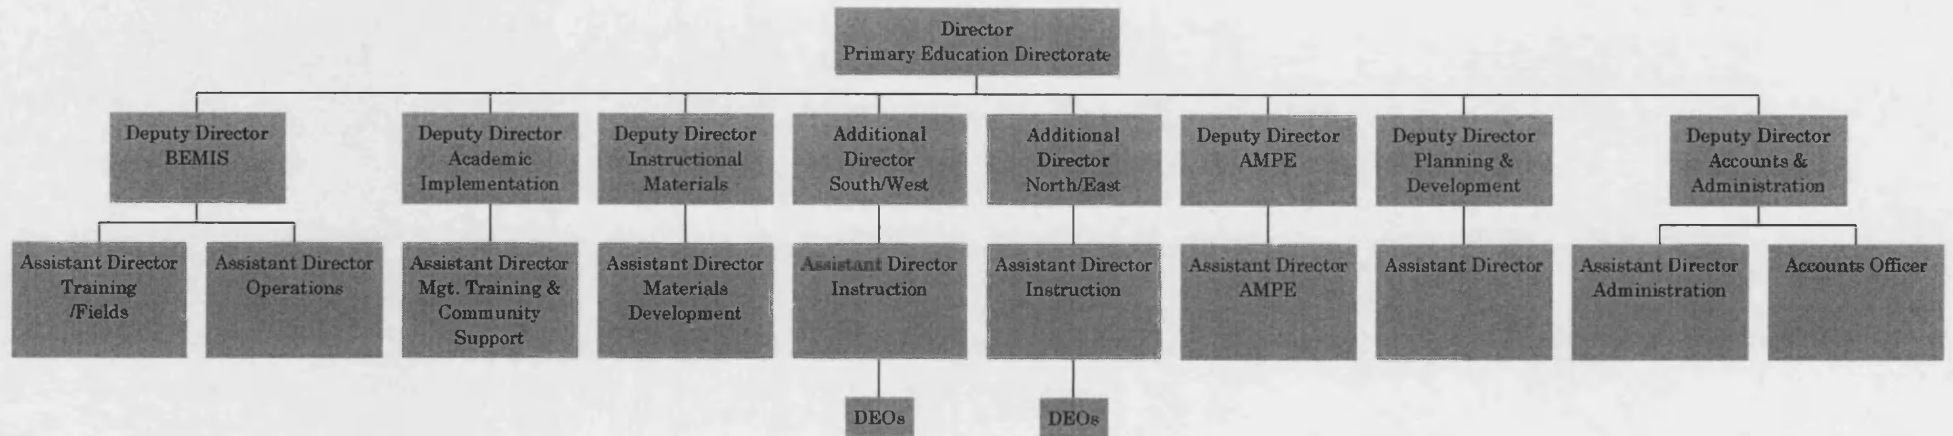 Director
Primary Education Directorate
Deputy Director
BEMIS
Deputy Director
Academic
Implementation
Deputy Director
Instructional
Materials
Additional
Director
South/West
Additional
Director
North/East
Deputy Director
AMPE
Deputy Director
Planning &
Development
Deputy Director
Accounts &
Administration
Assistant Director
Training
/Fields
Assistant Director
Operations
Assistant Director
Mgt. Training &
Community
Support
Assistant Director
Materials
Development
Assistant Director
Instruction
Assistant Director
Instruction
Assistant Director
AMPE
Assistant Director
Assistant Director
Administration
Accounts Officer
DEOs
DEOs